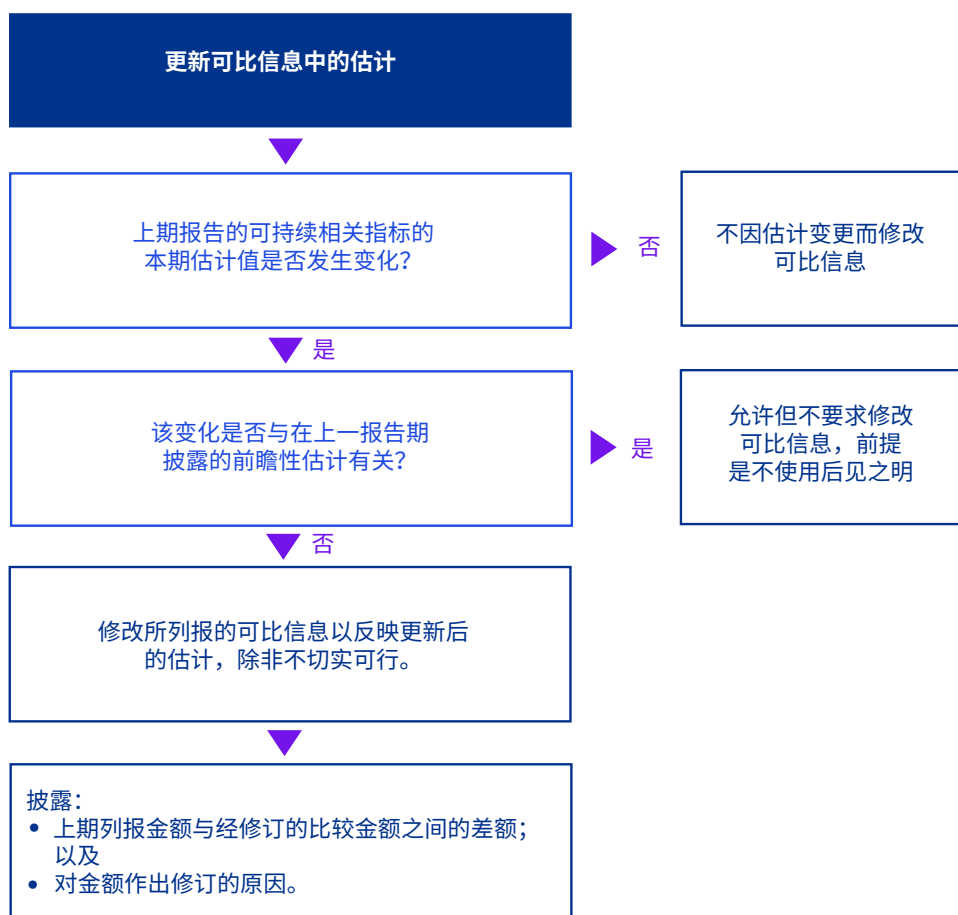 更新可比信息中的估计
上期报告的可持续相关指标的
本期估计值是否发生变化？
否
不因估计变更而修改
可比信息
是
该变化是否与在上一报告期
披露的前瞻性估计有关？
是
允许但不要求修改
可比信息，前提
是不使用后见之明
否
修改所列报的可比信息以反映更新后
的估计，除非不切实可行。
披露：
• 上期列报金额与经修订的比较金额之间的差额；
以及
• 对金额作出修订的原因。